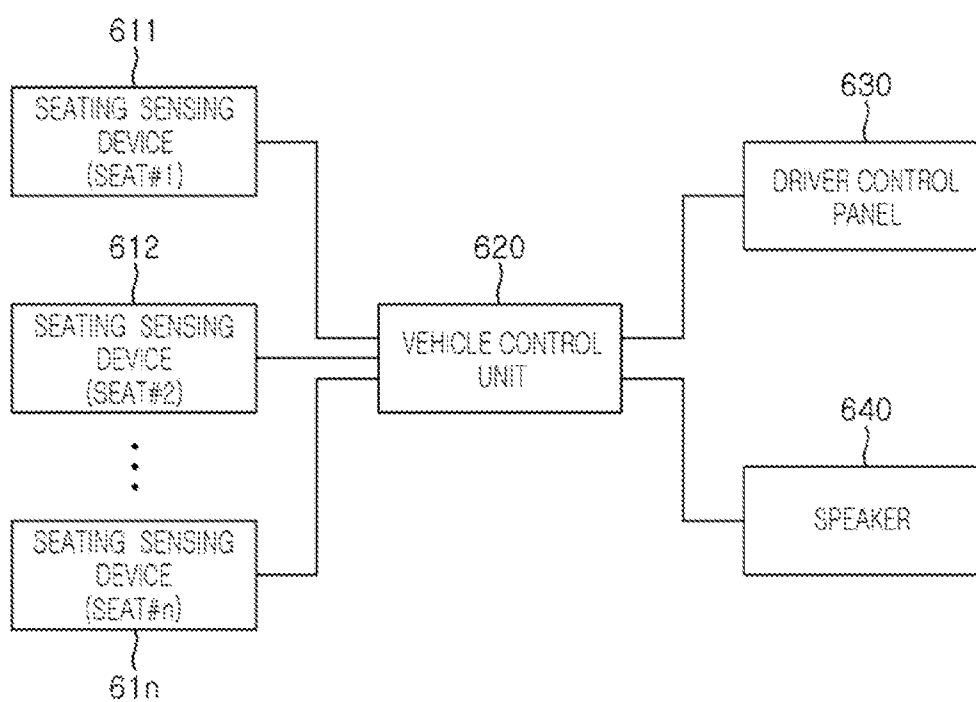 611
SEATING SENSING
DEVICE
(SEAT#1)
612
SEATING SENSING
DEVICE
(SEAT#2)
SEATING SENSING
DEVICE
(SEAT#n)
61n
620
VEHICLE CONTROL
UNIT
630
DRIVER CONTROL
PANEL
640
SPEAKER